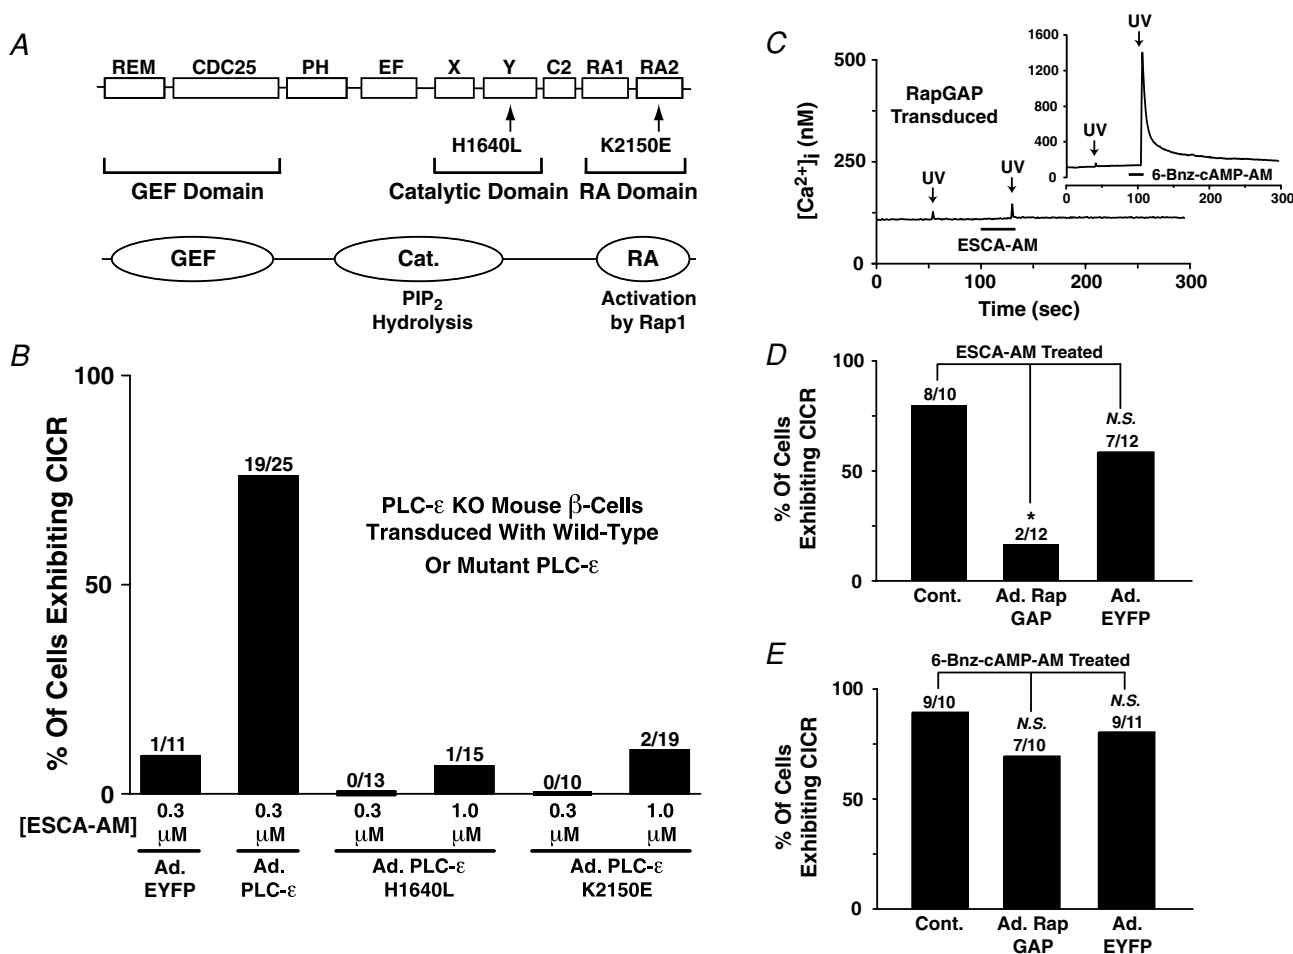 A
REM CDC25 PH EF X Y C2 RA1 RA2
H1640L K2150E
GEF Domain Catalytic Domain RA Domain
GEF Cat. RA
PIP2 Hydrolysis
Activation by Rap1
B
% Of Cells Exhibiting CICR
100
50
0
PLC-ε KO Mouse β-Cells
Transduced With Wild-Type
Or Mutant PLC-ε
1/11 19/25 0/13 1/15 0/10 2/19
[ESCA-AM] 0.3 μM 0.3 μM 0.3 μM 1.0 μM 0.3 μM 1.0 μM
Ad. EYFP
Ad. PLC-ε
Ad. PLC-ε H1640L
Ad. PLC-ε K2150E
C
[Ca2+]i (nM)
500
250
0
RapGAP
Transduced
UV UV
ESCA-AM
0 100 200 300
Time (sec)
1600
1200
800
400
0
UV
UV
6-Bnz-cAMP-AM
0 100 200 300
D
ESCA-AM Treated
% Of Cells
Exhibiting CICR
100
50
0
8/10
*
2/12
N.S.
7/12
Cont.
Ad. Rap GAP
Ad. EYFP
E
6-Bnz-cAMP-AM Treated
% Of Cells
Exhibiting CICR
100
50
0
9/10
N.S.
7/10
N.S.
9/11
Cont.
Ad. Rap GAP
Ad. EYFP